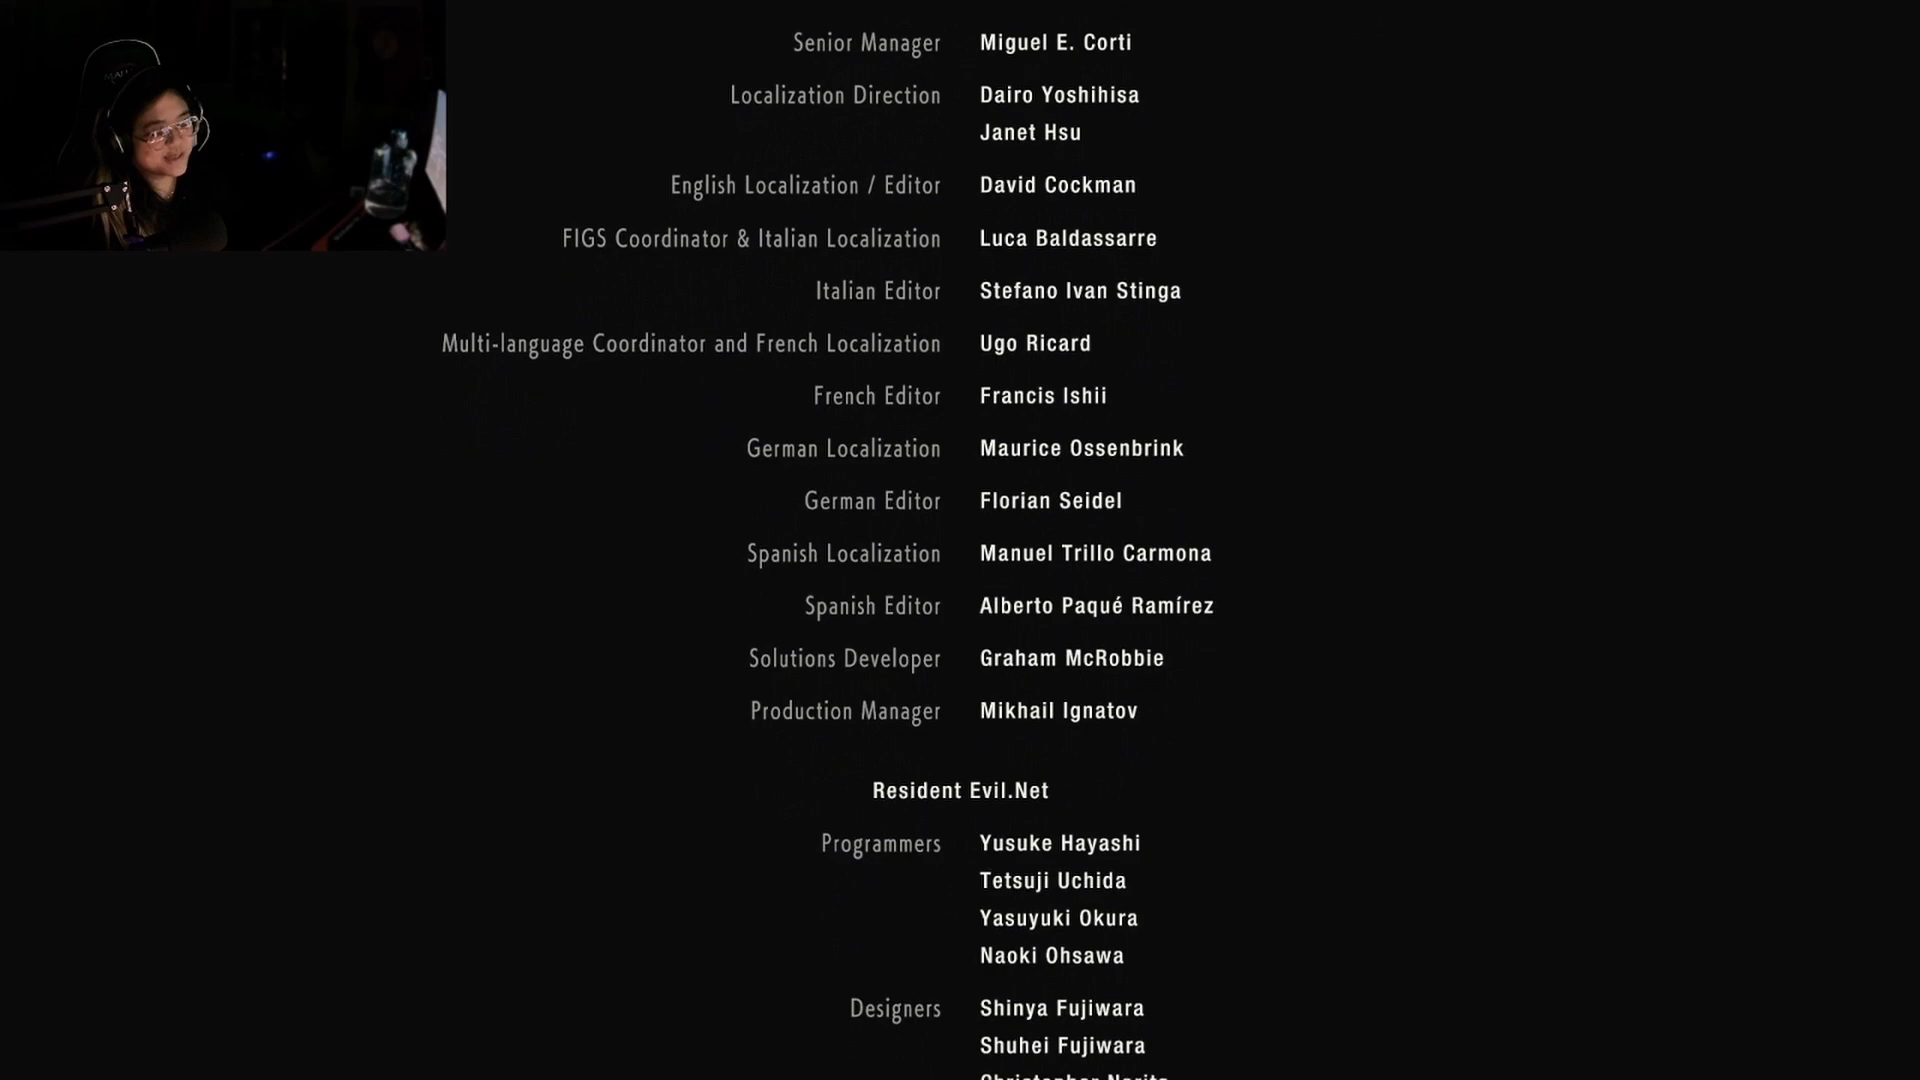 Senior Manager Miguel E. Corti
Localization Direction Dairo Yoshihisa
Janet Hsu
English Localization / Editor David Cockman
FIGS Coordinator & Italian Localization Luca Baldassarre
Italian Editor Stefano Ivan Stinga
Multi-language Coordinator and French Localization Ugo Ricard
French Editor Francis Ishii
German Localization Maurice Ossenbrink
German Editor Florian Seidel
Spanish Localization Manuel Trillo Carmona
Spanish Editor Alberto Paqué Ramírez
Solutions Developer Graham McRobbie
Production Manager Mikhail Ignatov
Resident Evil.Net
Programmers Yusuke Hayashi
Tetsuji Uchida
Yasuyuki Okura
Naoki Ohsawa
Designers Shinya Fujiwara
Shuhei Fujiwara